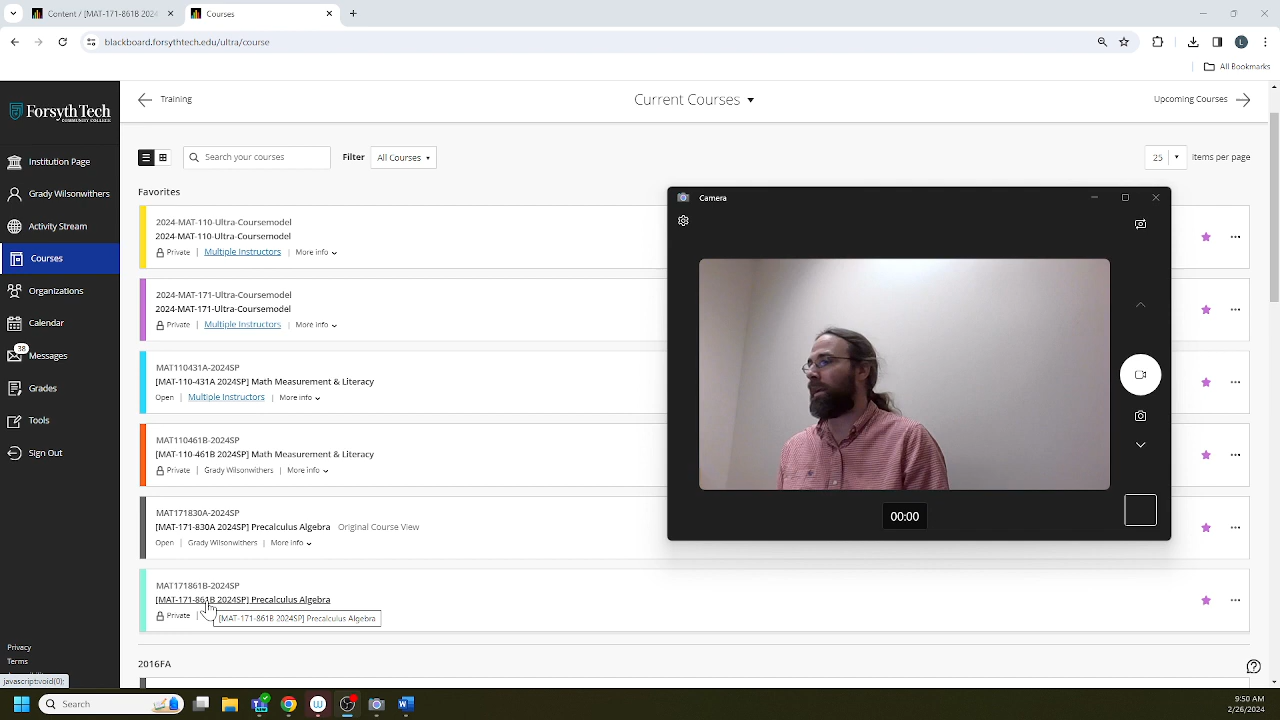 Content / [MAT-171-861B 2024
Courses
blackboard.forsythtech.edu/ultra/course
All Bookmarks
Forsyth Tech
COMMUNITY COLLEGE
Institution Page
Grady Wilsonwithers
Activity Stream
Courses
Organizations
Calendar
38
Messages
Grades
Tools
Sign Out
Privacy
Terms
javascript:void(0);
Training
Current Courses
Upcoming Courses
Search your courses
Filter
All Courses
25
items per page
Favorites
2024-MAT-110-Ultra-Coursemodel
2024-MAT-110-Ultra-Coursemodel
Private | Multiple Instructors | More info
2024-MAT-171-Ultra-Coursemodel
2024-MAT-171-Ultra-Coursemodel
Private | Multiple Instructors | More info
MAT110431A-2024SP
[MAT-110-431A 2024SP] Math Measurement & Literacy
Open | Multiple Instructors | More info
MAT110461B-2024SP
[MAT-110-461B 2024SP] Math Measurement & Literacy
Private | Grady Wilsonwithers | More info
MAT171830A-2024SP
[MAT-171-830A 2024SP] Precalculus Algebra Original Course View
Open | Grady Wilsonwithers | More info
MAT171861B-2024SP
[MAT-171-861B 2024SP] Precalculus Algebra
Private |
[MAT-171-861B 2024SP] Precalculus Algebra
2016FA
Camera
00:00
Search
9:50 AM
2/26/2024